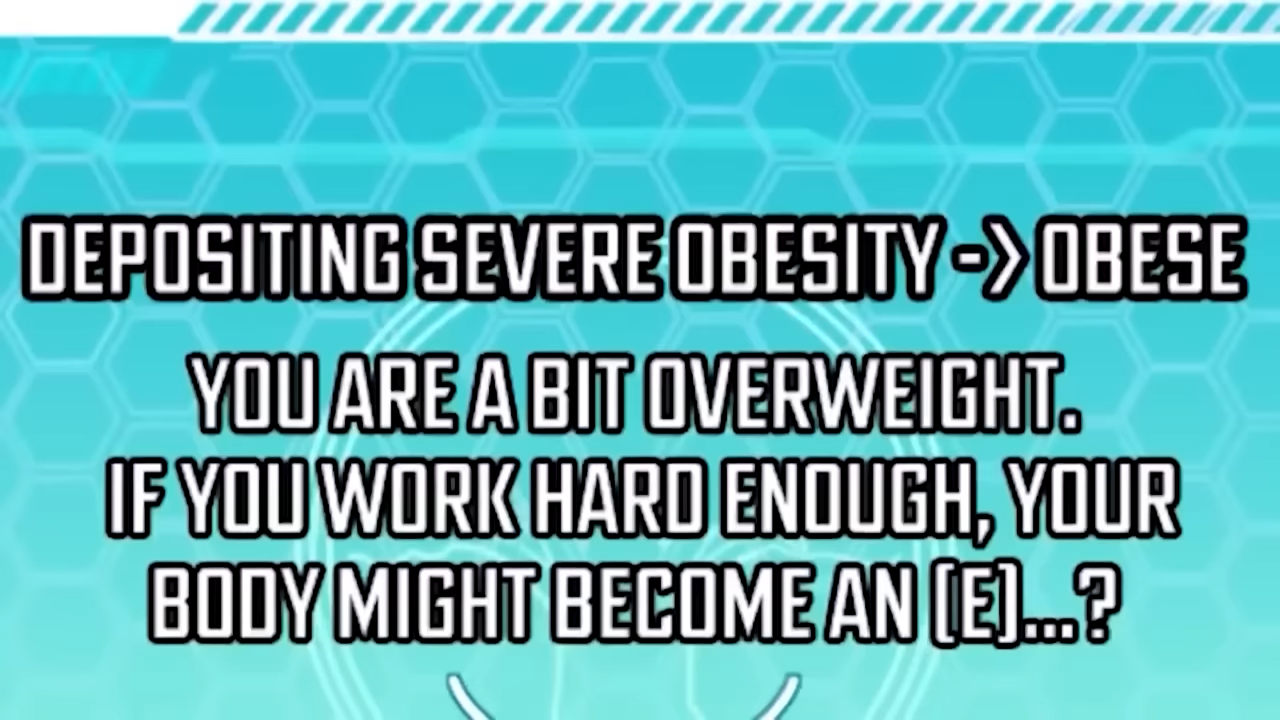 DEPOSITING SEVERE OBESITY -> OBESE
YOU ARE A BIT OVERWEIGHT.
IF YOU WORK HARD ENOUGH, YOUR
BODY MIGHT BECOME AN [E]...?